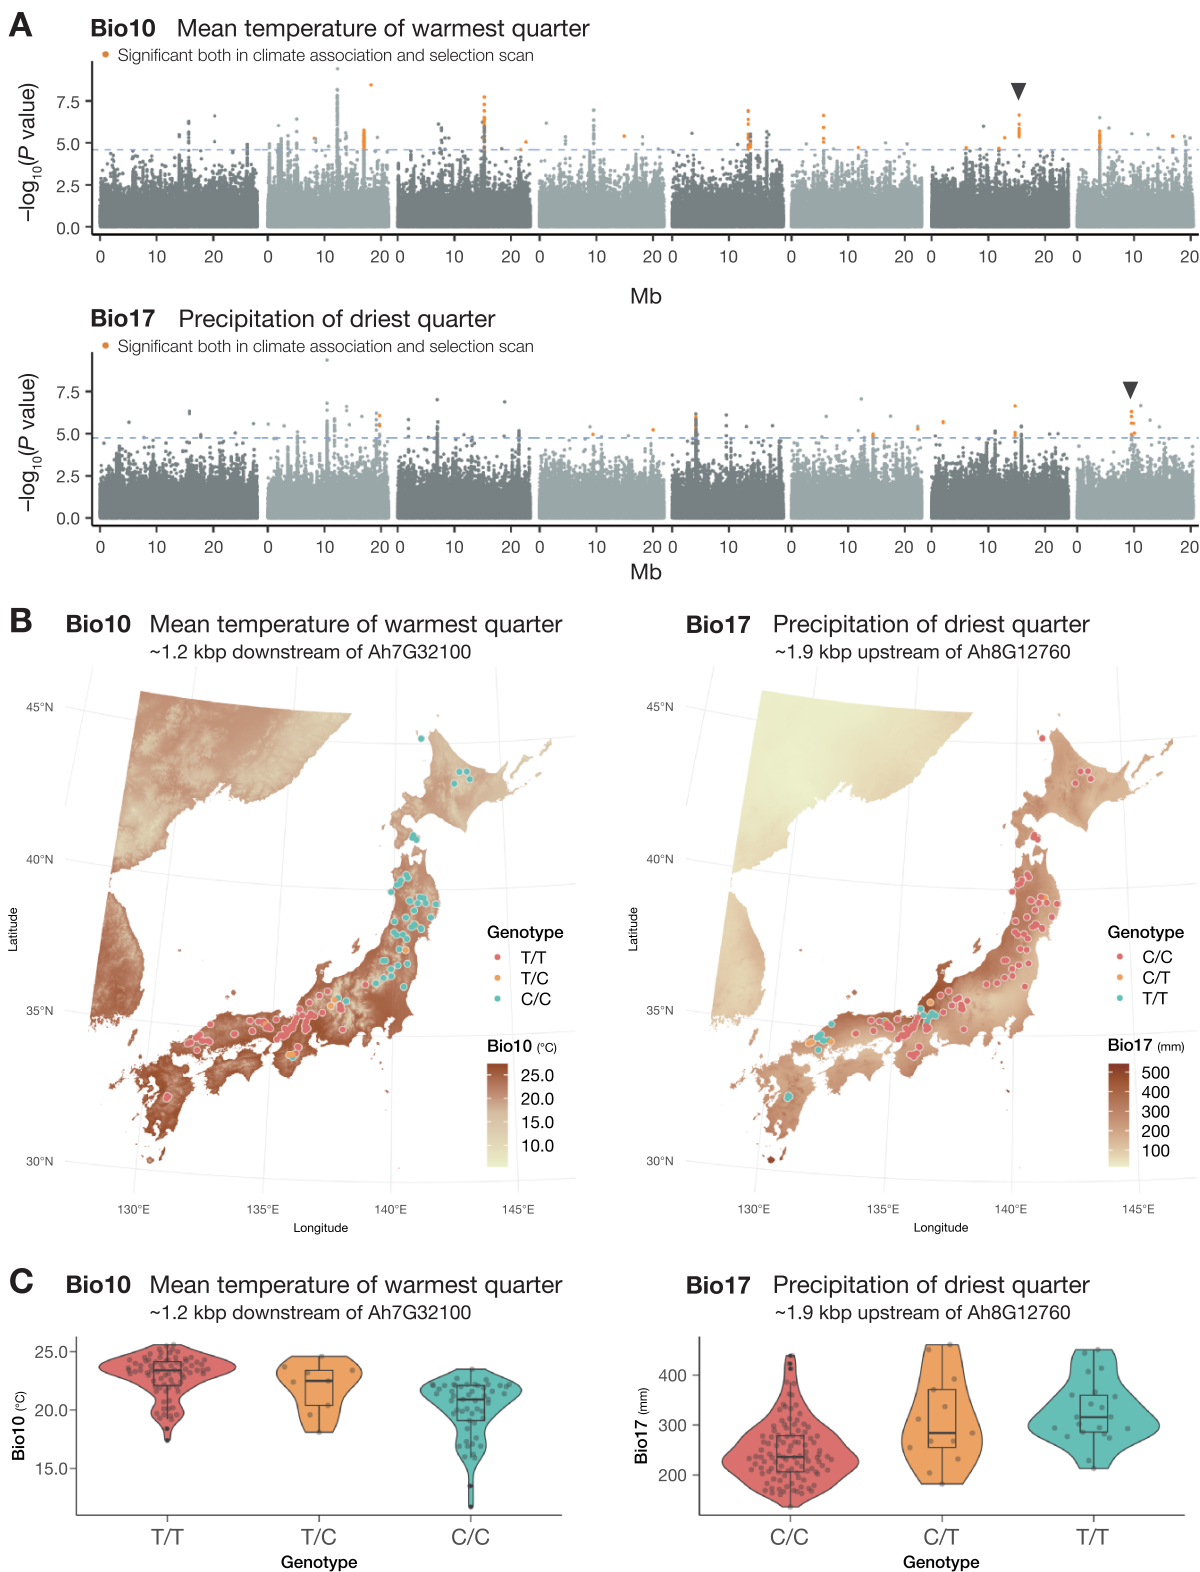 A
Bio10 Mean temperature of warmest quarter
Significant both in climate association and selection scan
−log10(P value)
7.5
5.0
2.5
0.0
0 10 20 0 10 20 0 10 20 0 10 20 0 10 0 10 20 0 10 20 0 10 20
Mb
Bio17 Precipitation of driest quarter
Significant both in climate association and selection scan
−log10(P value)
7.5
5.0
2.5
0.0
0 10 20 0 10 20 0 10 20 0 10 20 0 10 0 10 20 0 10 20 0 10 20
Mb
B
Bio10 Mean temperature of warmest quarter
~1.2 kbp downstream of Ah7G32100
45°N
40°N
35°N
30°N
Latitude
130°E 135°E 140°E 145°E
Longitude
Genotype
T/T
T/C
C/C
Bio10 (°C)
25.0
20.0
15.0
10.0
Bio17 Precipitation of driest quarter
~1.9 kbp upstream of Ah8G12760
45°N
40°N
35°N
30°N
Latitude
130°E 135°E 140°E 145°E
Longitude
Genotype
C/C
C/T
T/T
Bio17 (mm)
500
400
300
200
100
C
Bio10 Mean temperature of warmest quarter
~1.2 kbp downstream of Ah7G32100
Bio10 (°C)
25.0
20.0
15.0
T/T T/C C/C
Genotype
Bio17 Precipitation of driest quarter
~1.9 kbp upstream of Ah8G12760
Bio17 (mm)
400
300
200
C/C C/T T/T
Genotype